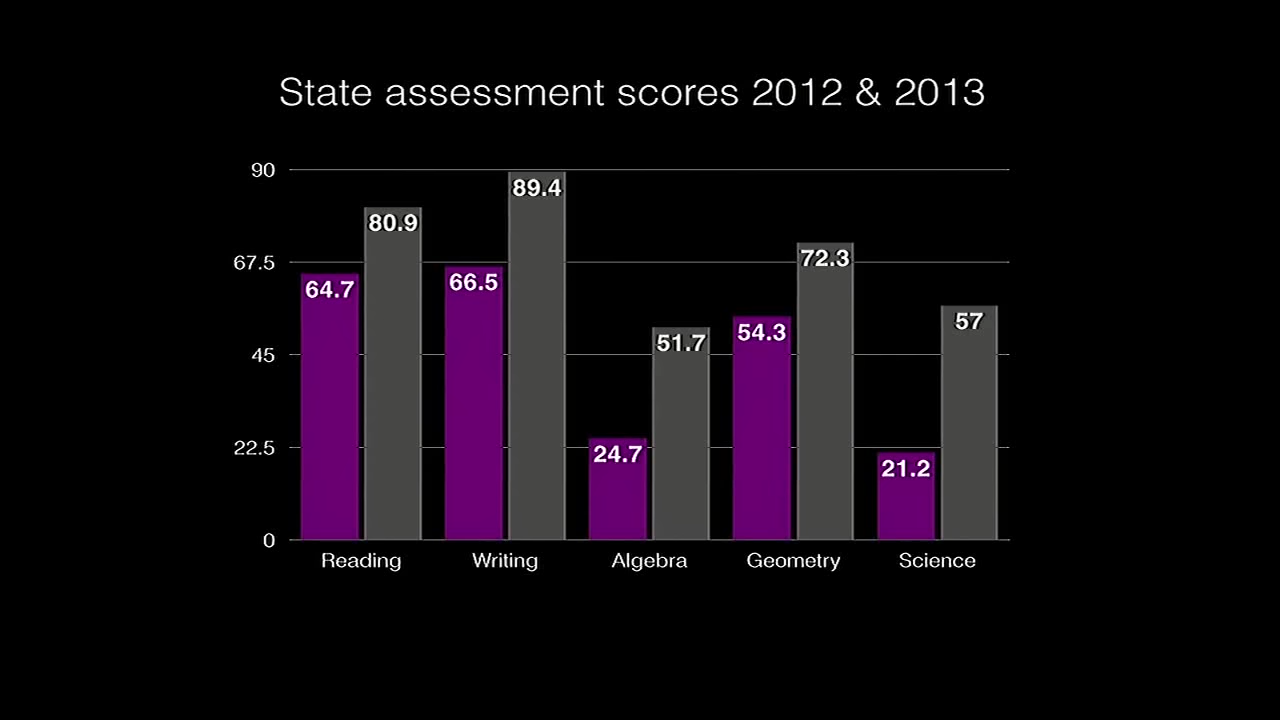 State assessment scores 2012 & 2013
90
67.5
45
22.5
0
64.7
80.9
66.5
89.4
24.7
51.7
54.3
72.3
21.2
57
Reading
Writing
Algebra
Geometry
Science